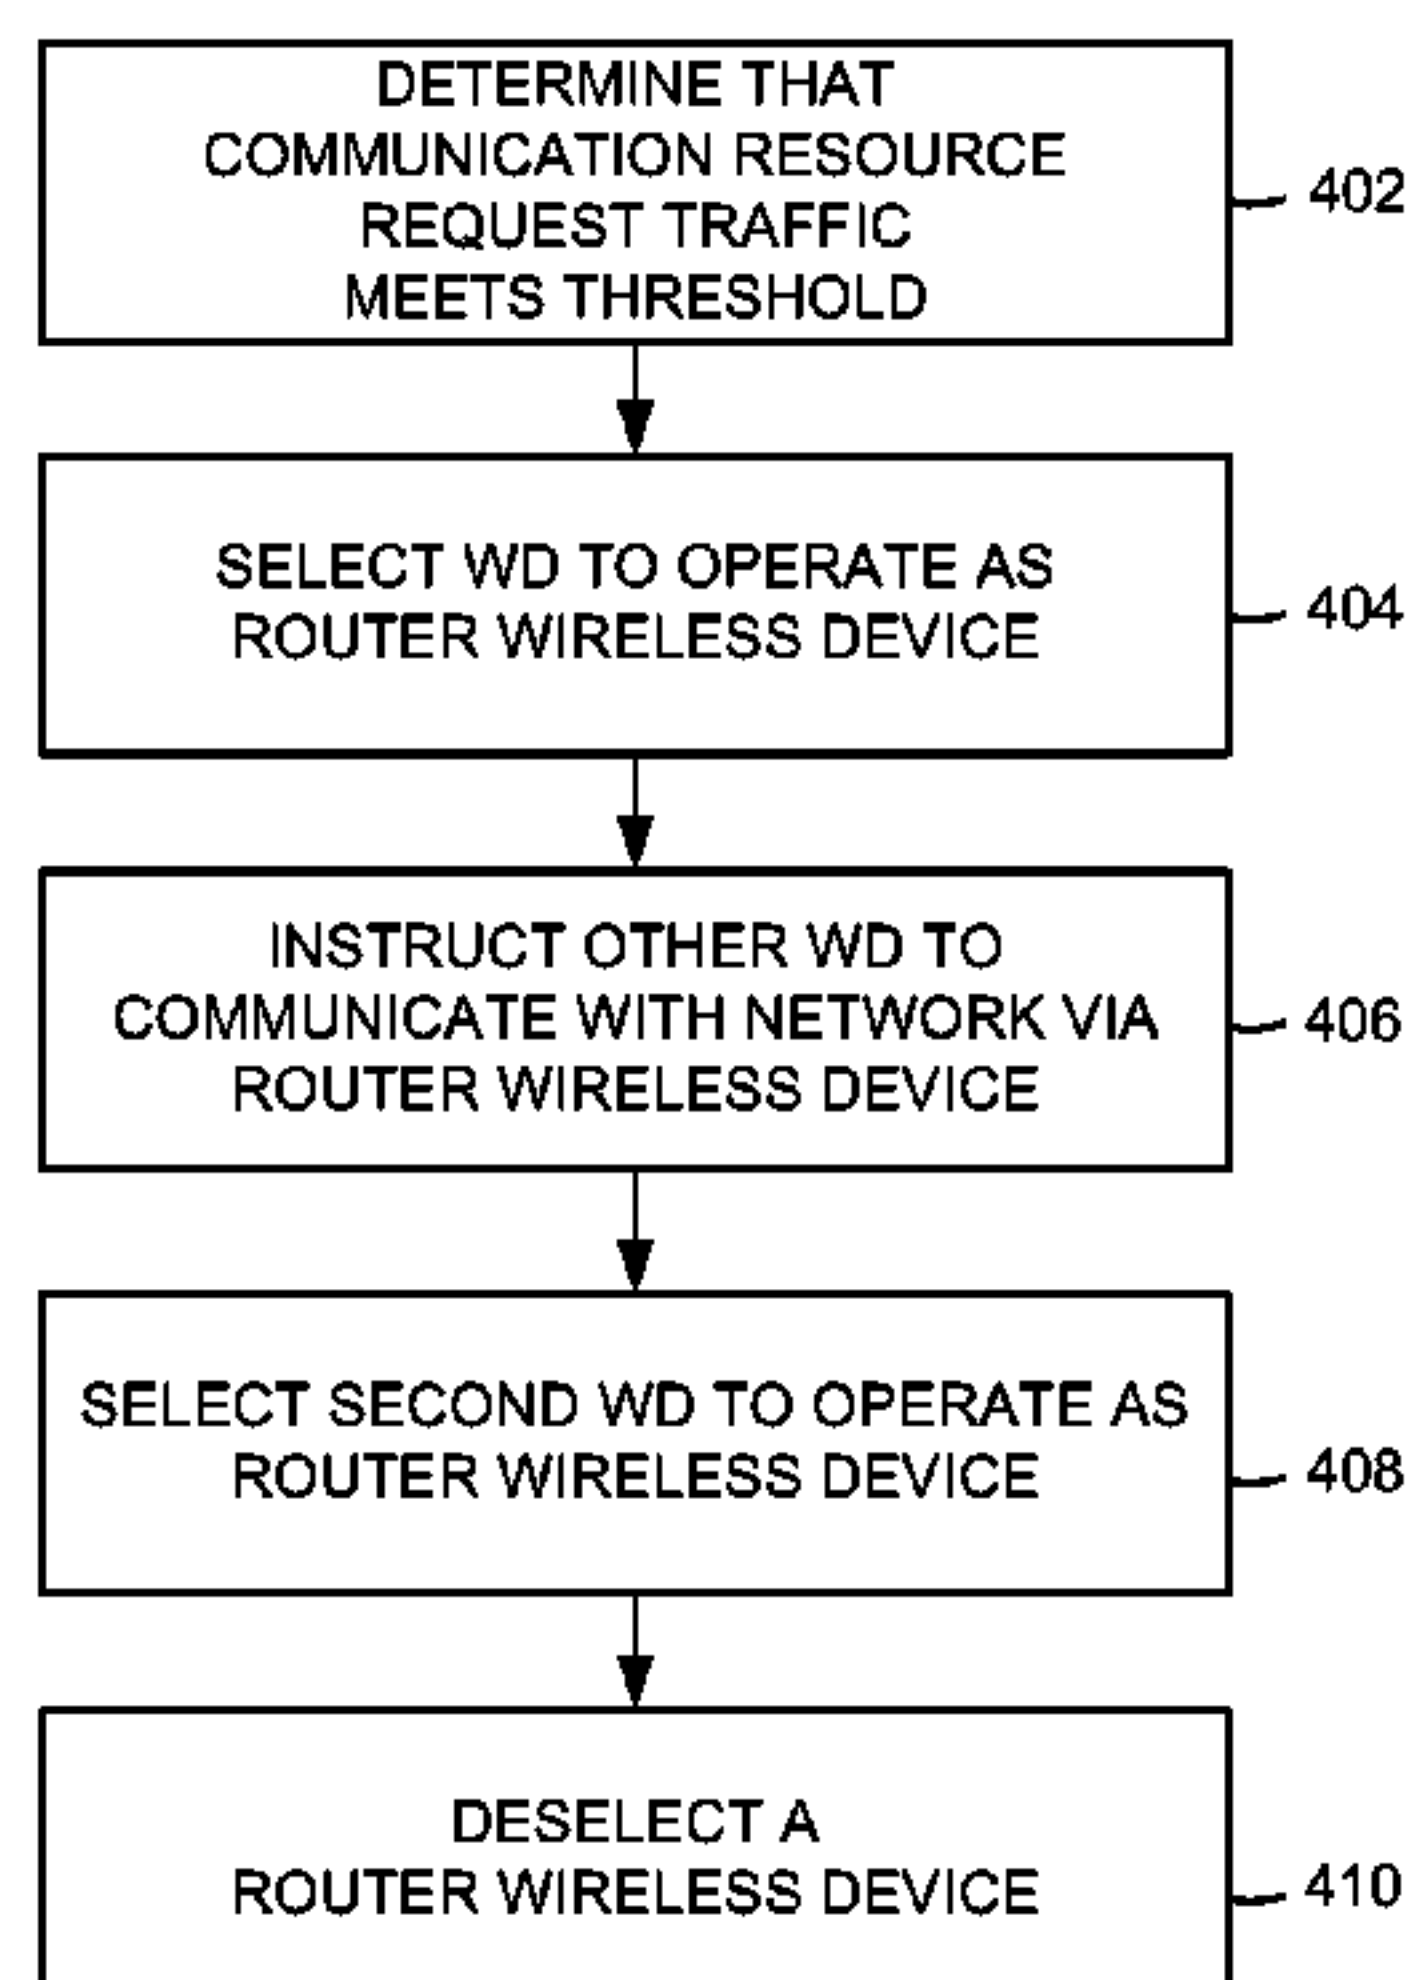 DETERMINE THAT
COMMUNICATION RESOURCE
REQUEST TRAFFIC
MEETS THRESHOLD
402
SELECT WD TO OPERATE AS
ROUTER WIRELESS DEVICE
404
INSTRUCT OTHER WD TO
COMMUNICATE WITH NETWORK VIA
ROUTER WIRELESS DEVICE
406
SELECT SECOND WD TO OPERATE AS
ROUTER WIRELESS DEVICE
408
DESELECT A
ROUTER WIRELESS DEVICE
410